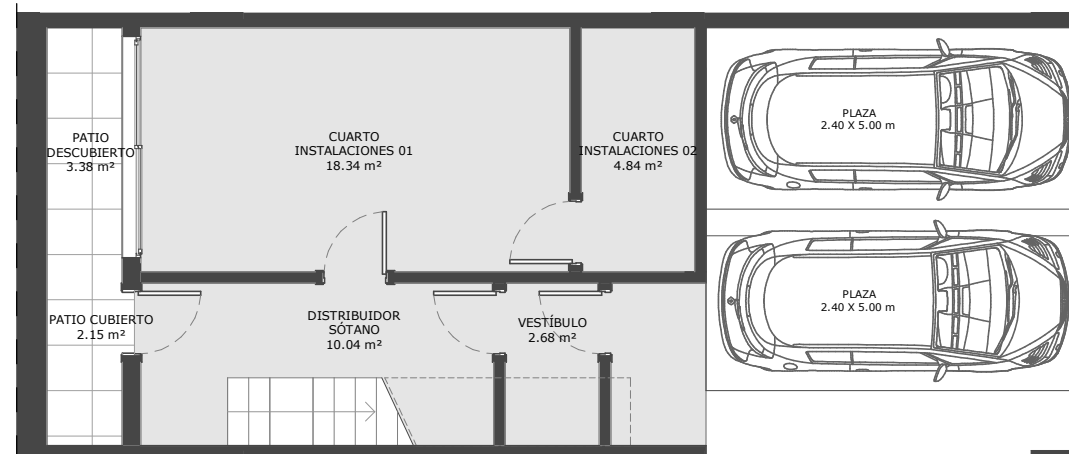 PATIO
DESCUBIERTO
3.38 m²
CUARTO
INSTALACIONES 01
18.34 m²
CUARTO
INSTALACIONES 02
4.84 m²
PLAZA
2.40 X 5.00 m
PATIO CUBIERTO
2.15 m²
DISTRIBUIDOR
SÓTANO
10.04 m²
VESTÍBULO
2.68 m²
PLAZA
2.40 X 5.00 m